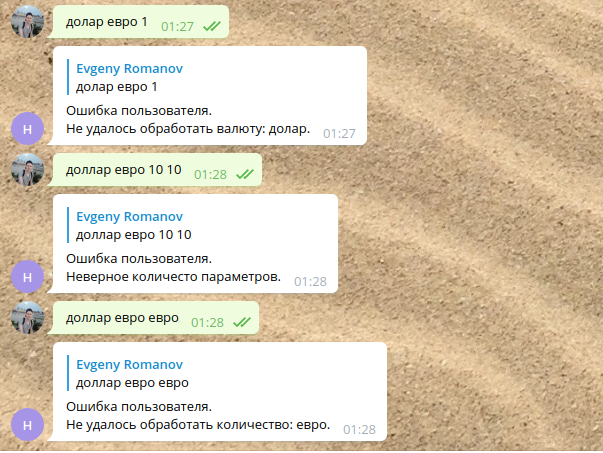 долар евро 1 01:27
Evgeny Romanov
долар евро 1
Ошибка пользователя.
Не удалось обработать валюту: долар. 01:27
Н
доллар евро 10 10 01:28
Evgeny Romanov
доллар евро 10 10
Ошибка пользователя.
Неверное количесто параметров. 01:28
Н
доллар евро евро 01:28
Evgeny Romanov
доллар евро евро
Ошибка пользователя.
Не удалось обработать количество: евро. 01:28
Н